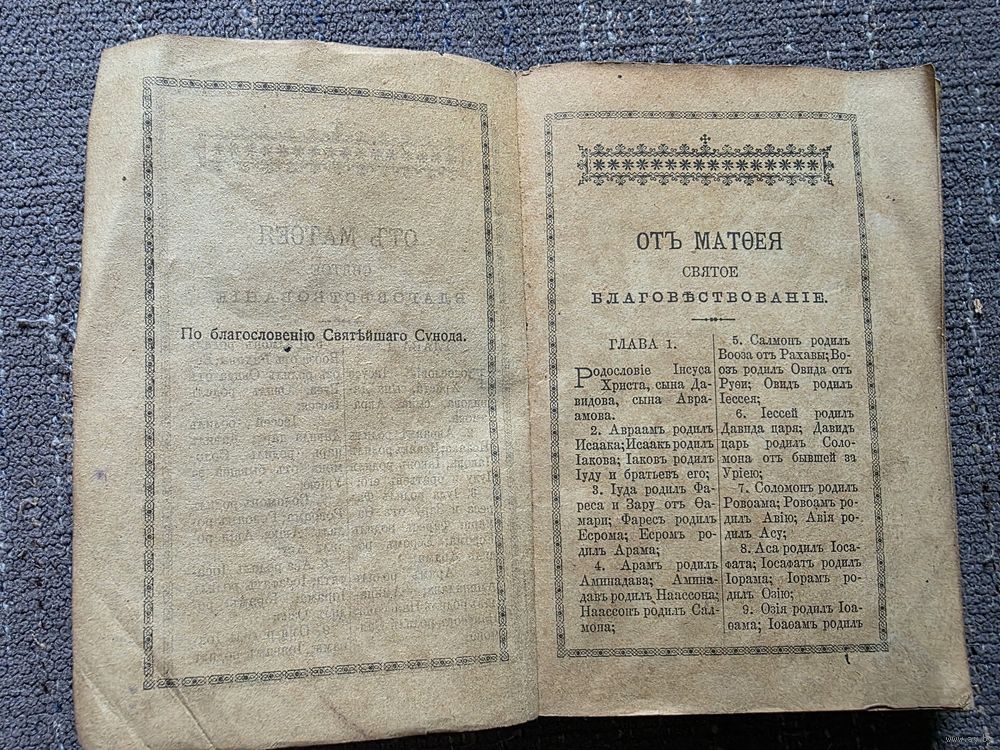 По благословенію Святѣйшаго Сѵнода.
ОТЪ МАТѲЕЯ
СВЯТОЕ
БЛАГОВѢСТВОВАНІЕ.
ГЛАВА 1.
Родословіе Іисуса
Христа, сына Да-
видова, сына Авра-
амова.
2. Авраамъ родилъ
Исаака; Исаакъ родилъ
Іакова; Іаковъ родилъ
Іуду и братьевъ его;
3. Іуда родилъ Фа-
реса и Зару отъ Ѳа-
мари; Фаресъ родилъ
Есрома; Есромъ ро-
дилъ Арама;
4. Арамъ родилъ
Аминадава; Амина-
давъ родилъ Наассона;
Наассонъ родилъ Сал-
мона;
5. Салмонъ родилъ
Вооза отъ Рахавы; Во-
озъ родилъ Овида отъ
Руѳи; Овидъ родилъ
Іессея;
6. Іессей родилъ
Давида царя; Давидъ
царь родилъ Соло-
мона отъ бывшей за
Уріею;
7. Соломонъ родилъ
Ровоама; Ровоамъ ро-
дилъ Авію; Авія ро-
дилъ Асу;
8. Аса родилъ Іоса-
фата; Іосафатъ родилъ
Іорама; Іорамъ ро-
дилъ Озію;
9. Озія родилъ Іоа-
ѳама; Іоаѳамъ родилъ